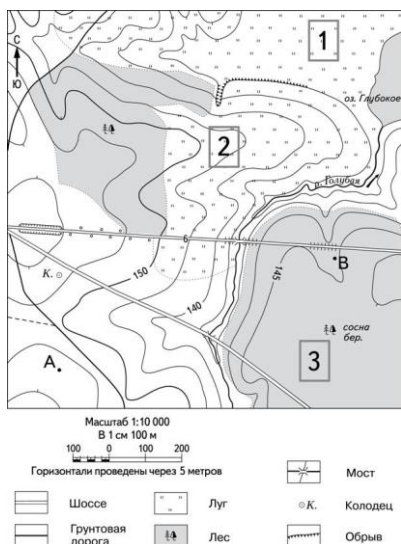 1
С
Ю
оз. Глубокое
2
р. Голубая
6
В
К.
150
145
140
А
сосна
бер.
3
Масштаб 1:10 000
В 1 см 100 м
100 0 100 200
Горизонтали проведены через 5 метров
Мост
Шоссе
Луг
К. Колодец
Грунтовая
дорога
Лес
Обрыв